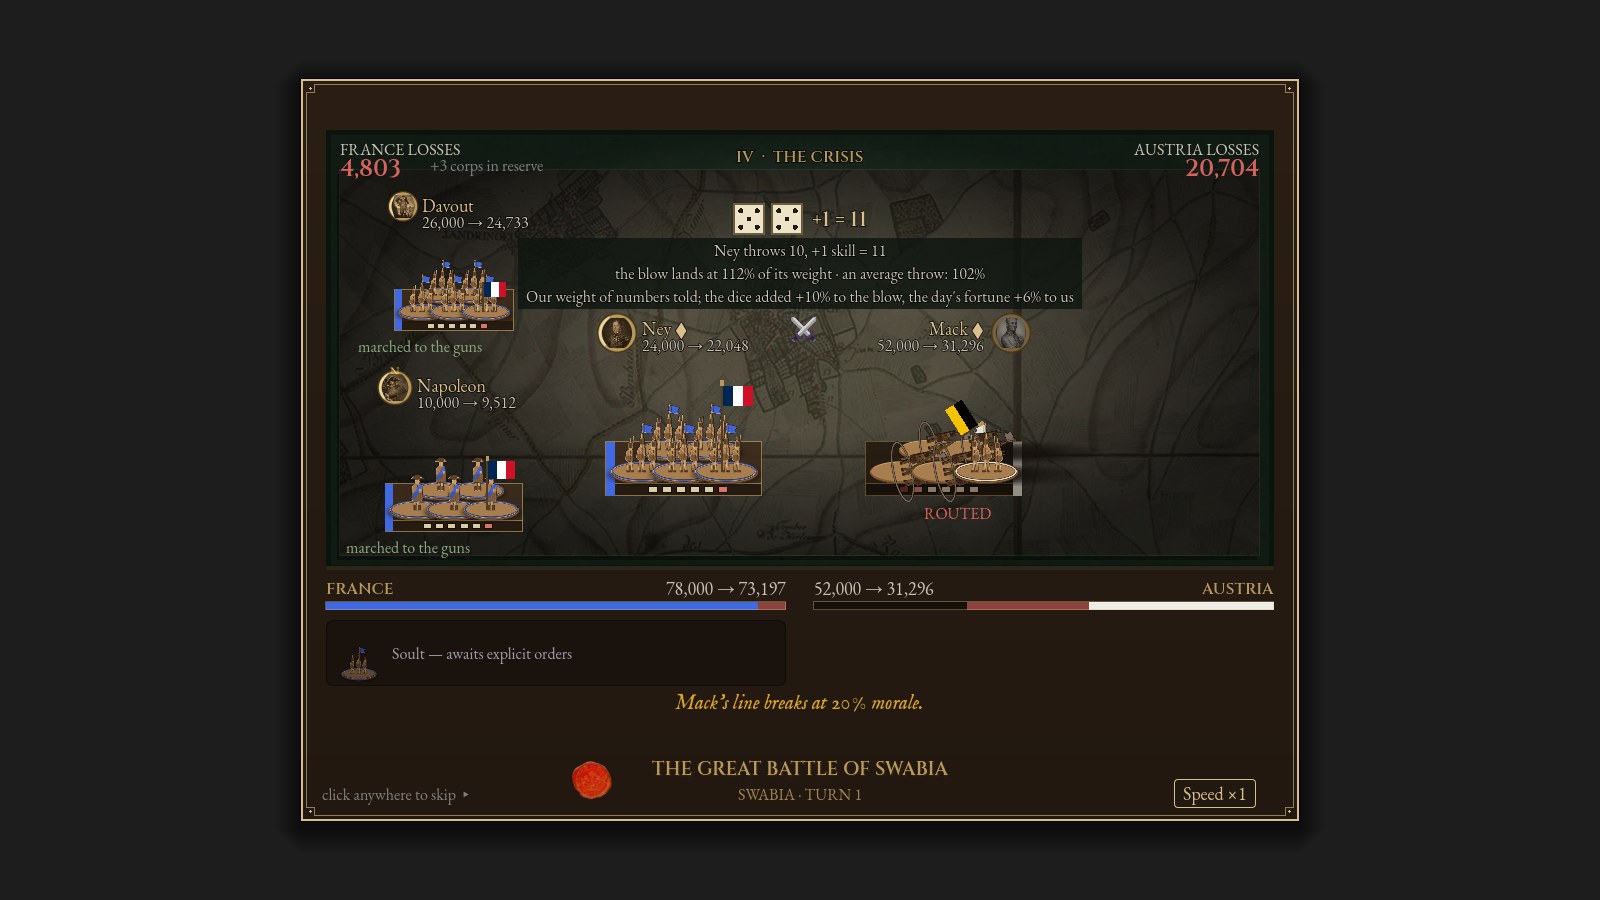 FRANCE LOSSES
4,803
+3 corps in reserve
IV · THE CRISIS
AUSTRIA LOSSES
20,704
Davout
26,000 → 24,733
+1 = 11
Ney throws 10, +1 skill = 11
the blow lands at 112% of its weight · an average throw: 102%
Our weight of numbers told; the dice added +10% to the blow, the day's fortune +6% to us
marched to the guns
Ney
24,000 → 22,048
Mack
52,000 → 31,296
N
Napoleon
10,000 → 9,512
marched to the guns
ROUTED
FRANCE
78,000 → 73,197
52,000 → 31,296
AUSTRIA
Soult — awaits explicit orders
Mack's line breaks at 20% morale.
THE GREAT BATTLE OF SWABIA
SWABIA · TURN 1
click anywhere to skip ‣
Speed ×1